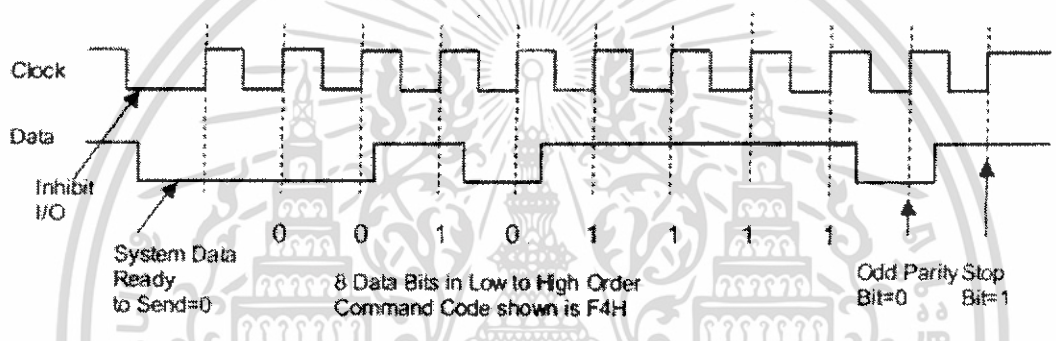 Clock
Data
Inhibit
I/O
0 0 1 0 1 1 1 1
System Data
Ready
to Send=0
8 Data Bits in Low to High Order
Command Code shown is F4H
Odd Parity Stop
Bit=0 Bit=1